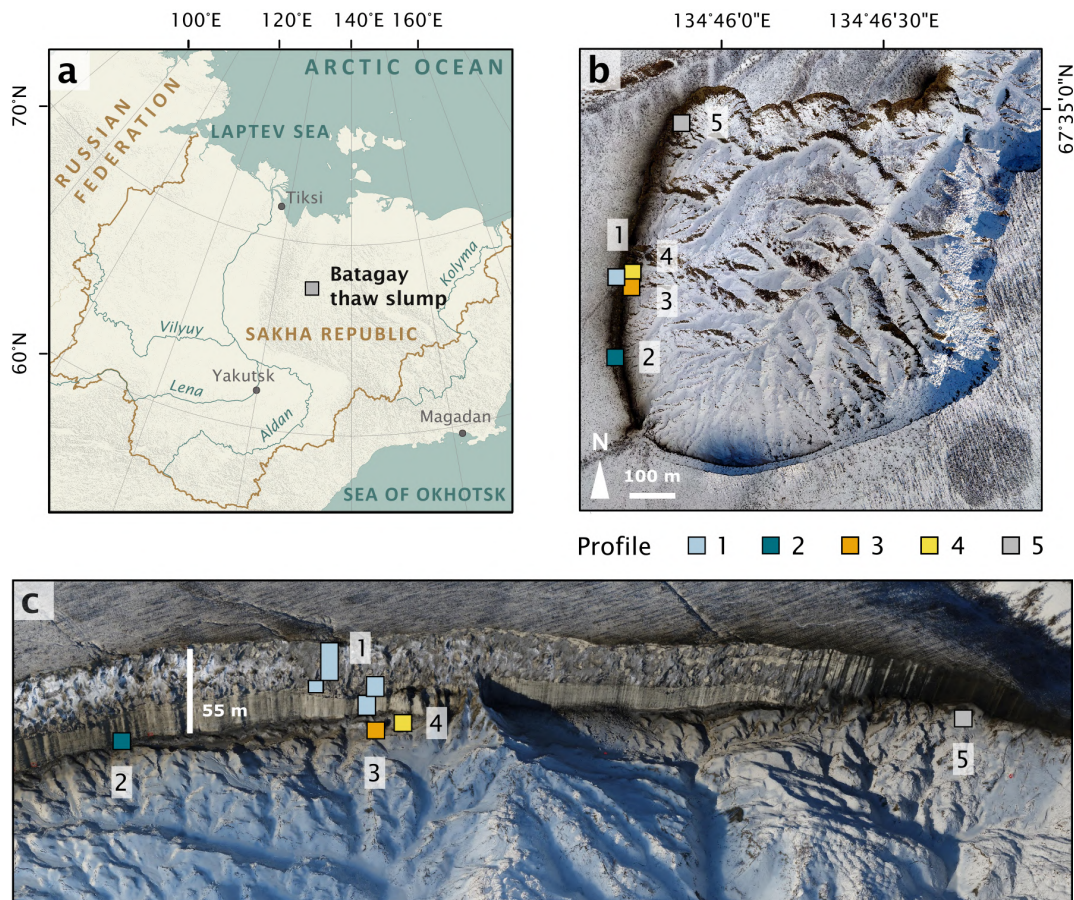 100°E 120°E 140°E 160°E
134°46'0"E 134°46'30"E
a
ARCTIC OCEAN
70°N
RUSSIAN
FEDERATION
LAPTEV SEA
Tiksi
Batagay
thaw slump
Kolyma
SAKHA REPUBLIC
Vilyuy
60°N
Yakutsk
Lena
Aldan
Magadan
SEA OF OKHOTSK
b
67°35'0"N
5
1
4
3
2
N
100 m
Profile 1 2 3 4 5
c
1
55 m
4
2
3
5